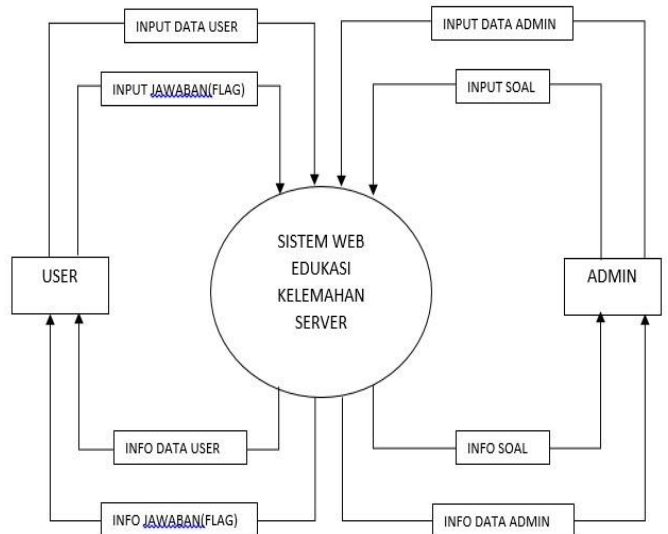 INPUT DATA USER
INPUT DATA ADMIN
INPUT JAWABAN(FLAG)
INPUT SOAL
SISTEM WEB
EDUKASI
KELEMAHAN
SERVER
USER
ADMIN
INFO DATA USER
INFO SOAL
INFO JAWABAN(FLAG)
INFO DATA ADMIN